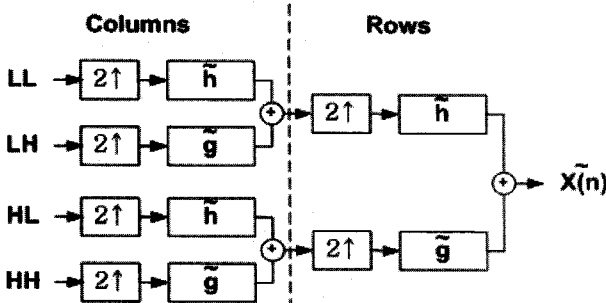 Columns Rows
LL 2↑ h̃
2↑ h̃
LH 2↑ g̃
X̃(n)
HL 2↑ h̃
2↑ g̃
HH 2↑ g̃